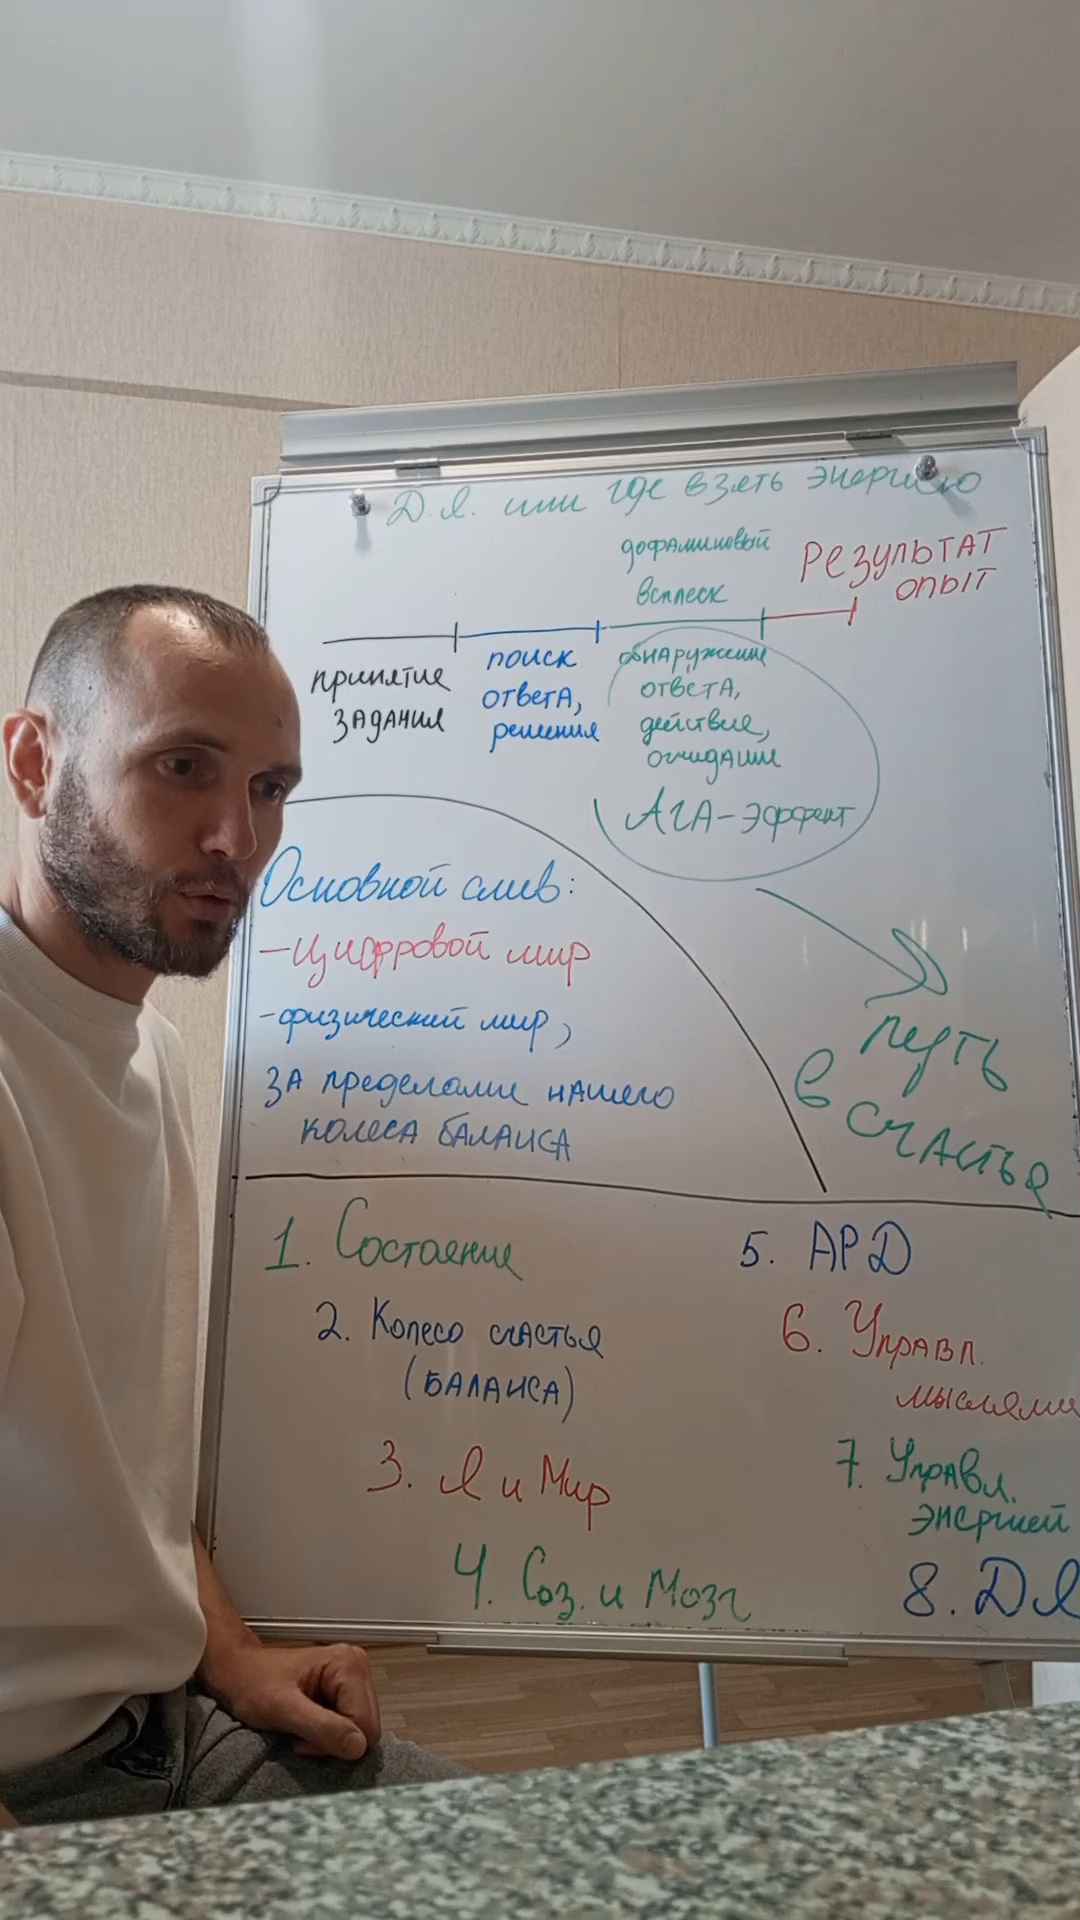 Д.Я. или где взять энергию
дофаминовый
всплеск
РЕЗУЛЬТАТ
ОПЫТ
принятие
задания
поиск
ответа,
решения
обнаружение
ответа,
действие,
ожидание
АГА-эффект
Основной слив:
-Цифровой мир
-физический мир,
за пределами нашего
колеса баланса
путь
в
счастье
1. Состояние
2. Колесо счастья
(баланса)
3. Я и Мир
4. Соз. и Мозг
5. АРД
6. Управл.
мыслями
7. Управл.
энергией
8. ДЯ